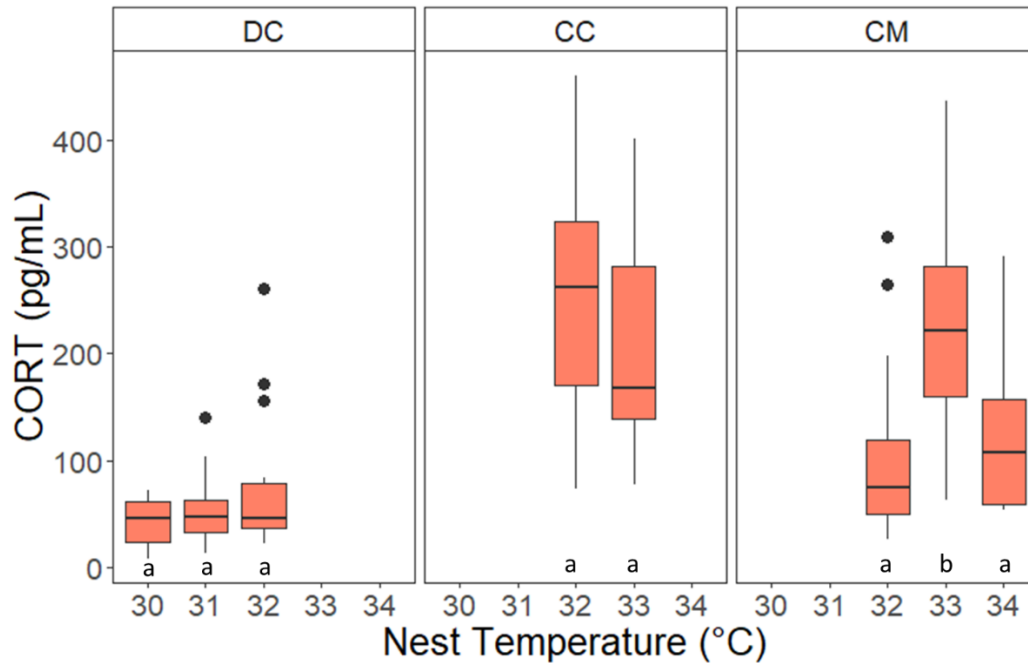 DC CC CM
CORT (pg/mL)
400
300
200
100
0
a a a a a a b a
30 31 32 33 34 30 31 32 33 34 30 31 32 33 34
Nest Temperature (°C)